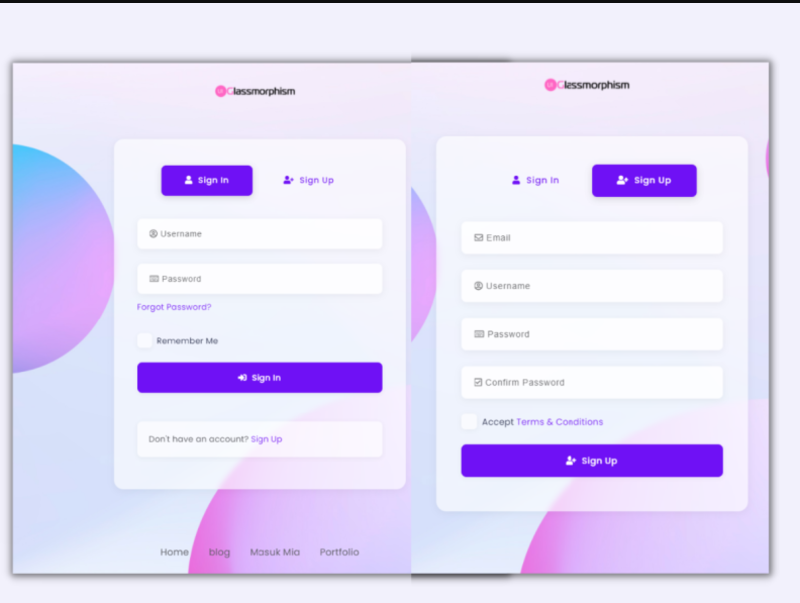 Glassmorphism
Sign In
Sign Up
Username
Password
Forgot Password?
Remember Me
Sign In
Don't have an account? Sign Up
Home
blog
Masuk Mia
Portfolio
Glassmorphism
Sign In
Sign Up
Email
Username
Password
Confirm Password
Accept Terms & Conditions
Sign Up